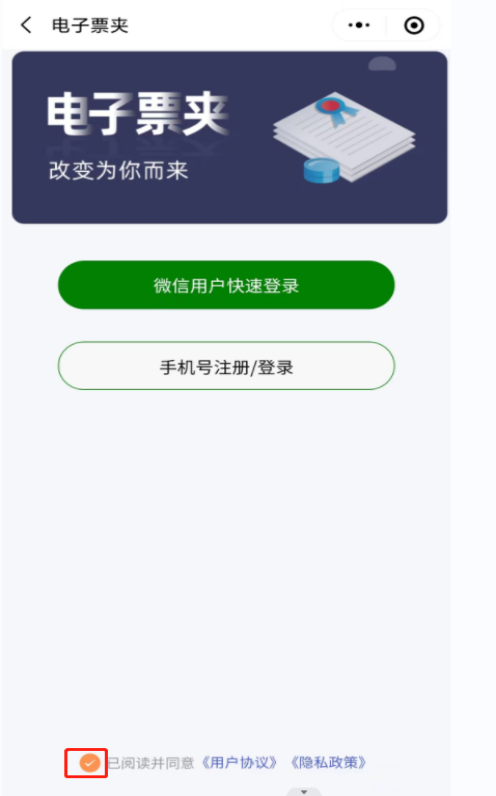 电子票夹
电子票夹
改变为你而来
微信用户快速登录
手机号注册/登录
已阅读并同意《用户协议》《隐私政策》